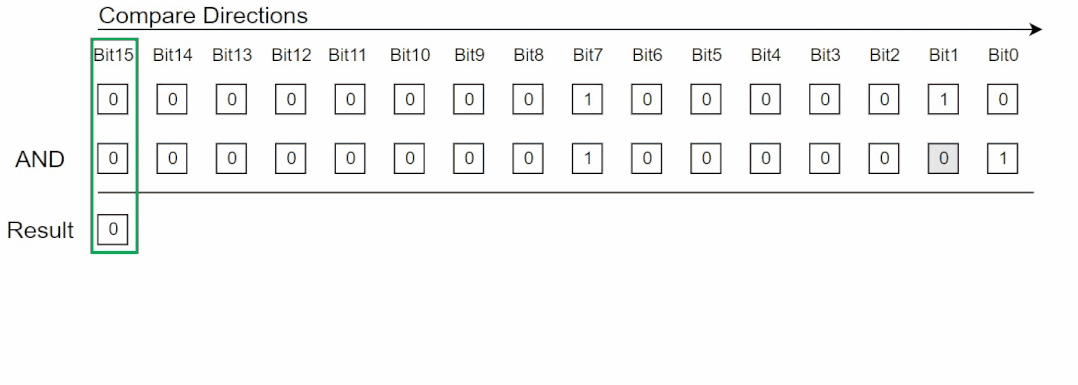 Compare Directions
Bit15 Bit14 Bit13 Bit12 Bit11 Bit10 Bit9 Bit8 Bit7 Bit6 Bit5 Bit4 Bit3 Bit2 Bit1 Bit0
0 0 0 0 0 0 0 0 1 0 0 0 0 0 1 0
AND 0 0 0 0 0 0 0 0 1 0 0 0 0 0 0 1
Result 0